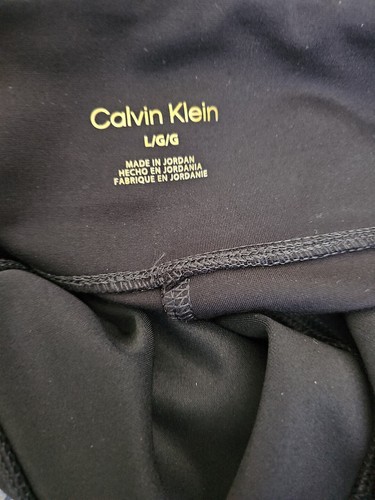 Calvin Klein
L/G/G
MADE IN JORDAN
HECHO EN JORDANIA
FABRIQUE EN JORDANIE